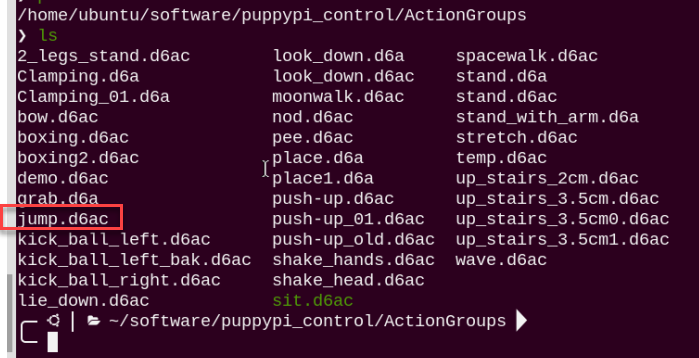 /home/ubuntu/software/puppypi_control/ActionGroups
❯ ls
2_legs_stand.d6ac look_down.d6a spacewalk.d6ac
Clamping.d6a look_down.d6ac stand.d6a
Clamping_01.d6a moonwalk.d6ac stand.d6ac
bow.d6ac nod.d6ac stand_with_arm.d6a
boxing.d6ac pee.d6ac stretch.d6ac
boxing2.d6ac place.d6a temp.d6ac
demo.d6ac place1.d6a up_stairs_2cm.d6ac
grab.d6a push-up.d6ac up_stairs_3.5cm.d6ac
jump.d6ac push-up_01.d6ac up_stairs_3.5cm0.d6ac
kick_ball_left.d6ac push-up_old.d6ac up_stairs_3.5cm1.d6ac
kick_ball_left_bak.d6ac shake_hands.d6ac wave.d6ac
kick_ball_right.d6ac shake_head.d6ac
lie_down.d6ac sit.d6ac
~/software/puppypi_control/ActionGroups